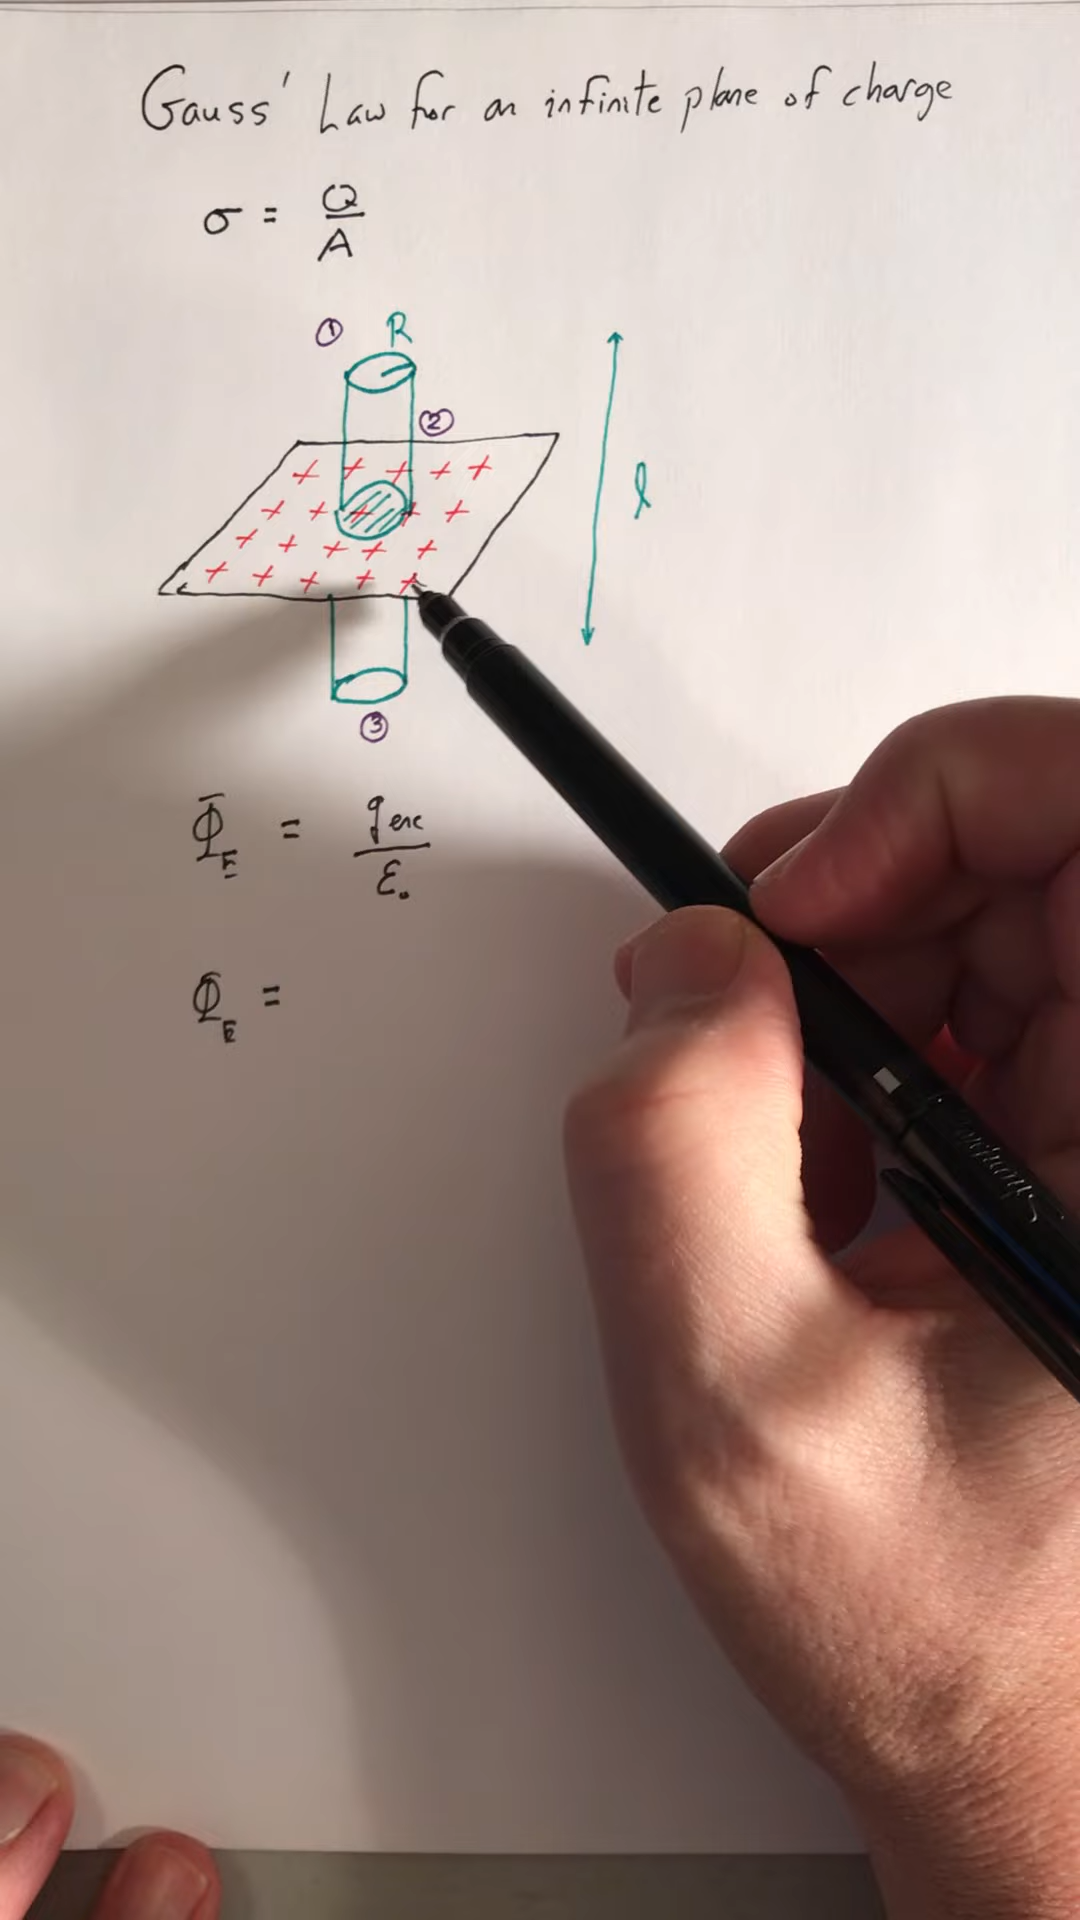 Gauss' Law for an infinite plane of charge
σ = Q/A
① R
②
l
③
Φ_E = q_enc/ε₀
Φ_E =